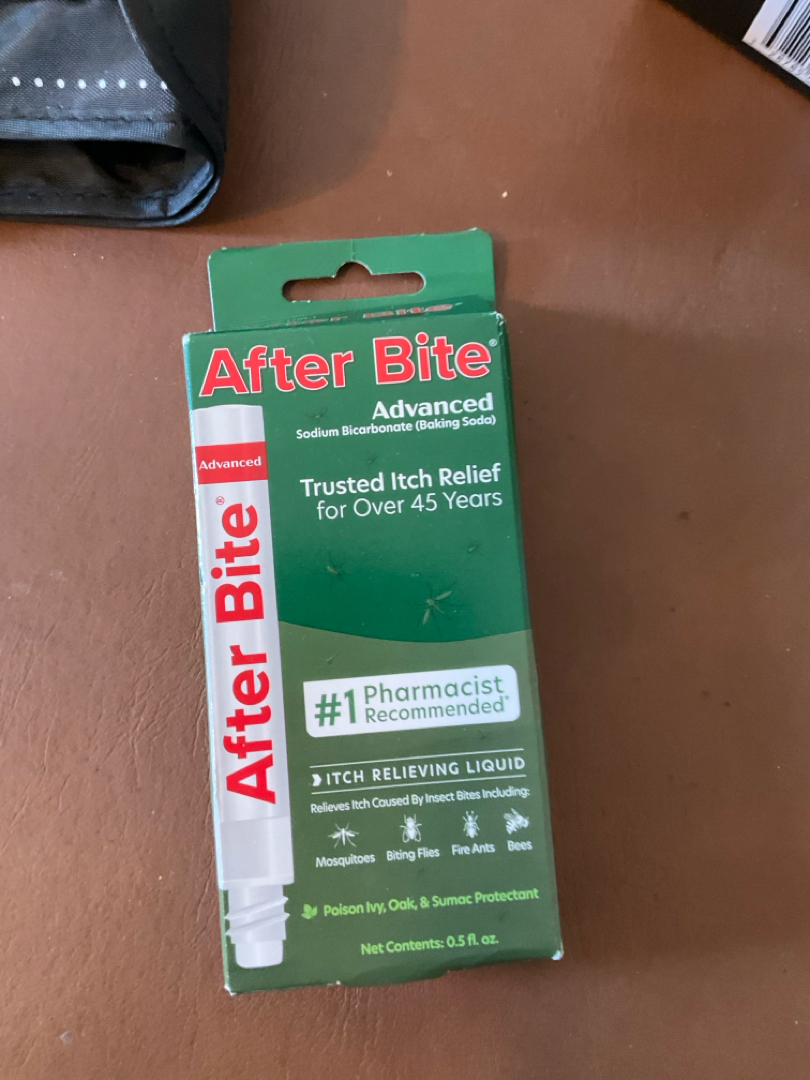 After Bite®
Advanced
Sodium Bicarbonate (Baking Soda)
Trusted Itch Relief
for Over 45 Years
Advanced
After Bite®
#1 Pharmacist
Recommended*
ITCH RELIEVING LIQUID
Relieves Itch Caused By Insect Bites Including:
Mosquitoes Biting Flies Fire Ants Bees
Poison Ivy, Oak, & Sumac Protectant
Net Contents: 0.5 fl. oz.